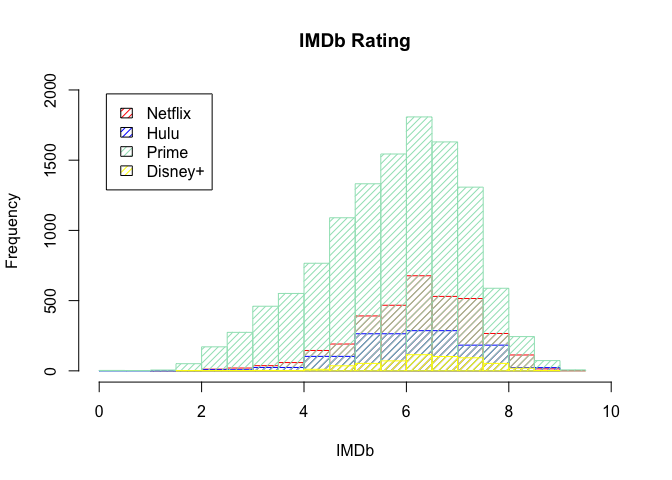 IMDb Rating
Netflix
Hulu
Prime
Disney+
Frequency
2000
1500
1000
500
0
0 2 4 6 8 10
IMDb